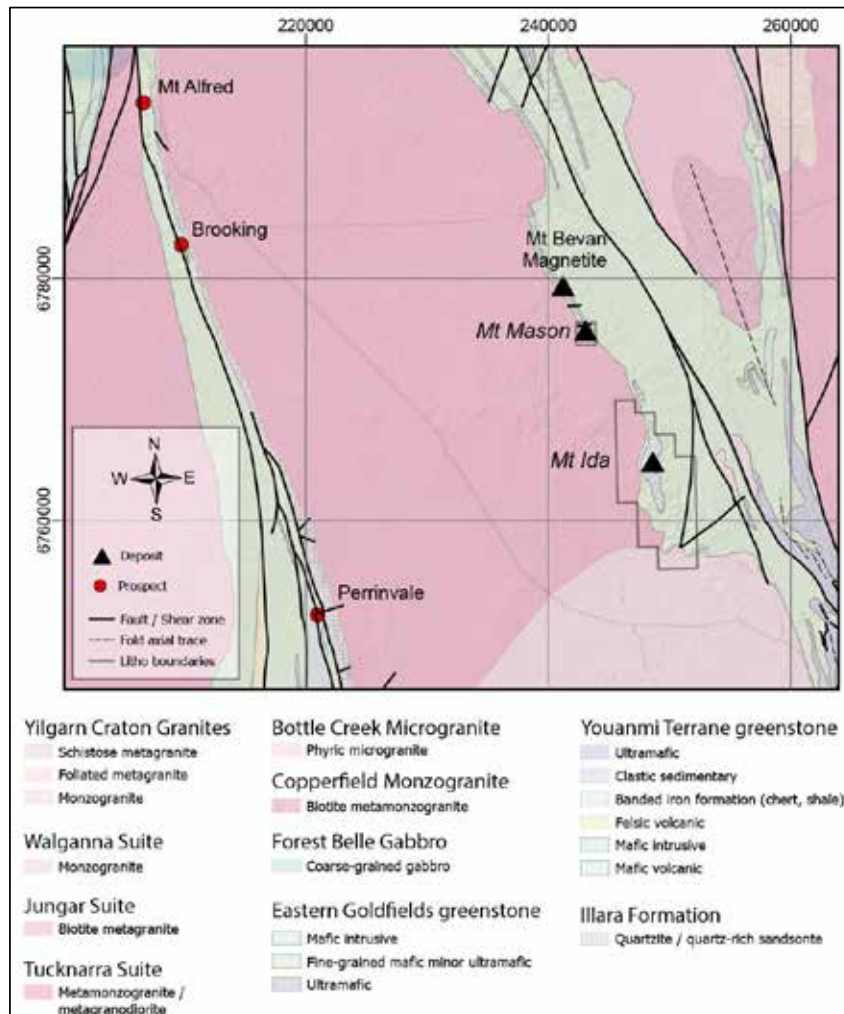 220000 240000 260000
Mt Alfred
Brooking
6780000
Mt Bevan
Magnetite
Mt Mason
Mt Ida
N
W E
S
6760000
Deposit
Prospect
Perrinvale
Fault / Shear zone
Fold axial trace
Litho boundaries
Yilgarn Craton Granites
Schistose metagranite
Foliated metagranite
Monzogranite
Walganna Suite
Monzogranite
Jungar Suite
Biotite metagranite
Tucknarra Suite
Metamonzogranite /
metagranodiorite
Bottle Creek Microgranite
Phyric microgranite
Copperfield Monzogranite
Biotite metamonzogranite
Forest Belle Gabbro
Coarse-grained gabbro
Eastern Goldfields greenstone
Mafic intrusive
Fine-grained mafic minor ultramafic
Ultramafic
Youanmi Terrane greenstone
Ultramafic
Clastic sedimentary
Banded iron formation (chert, shale)
Felsic volcanic
Mafic intrusive
Mafic volcanic
Illara Formation
Quartzite / quartz-rich sandsonte